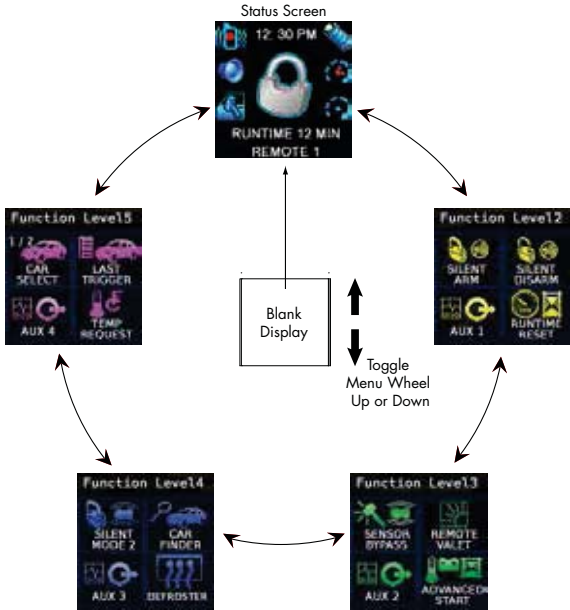 Status Screen
12: 30 PM
RUNTIME 12 MIN
REMOTE 1
Function Level5
1/2
CAR
SELECT
LAST
TRIGGER
AUX 4
TEMP
REQUEST
Function Level2
SILENT
ARM
SILENT
DISARM
AUX 1
RUNTIME
RESET
Blank
Display
Toggle
Menu Wheel
Up or Down
Function Level4
SILENT
MODE 2
CAR
FINDER
AUX 3
DEFROSTER
Function Level3
SENSOR
BYPASS
REMOTE
VALET
AUX 2
ADVANCED
START